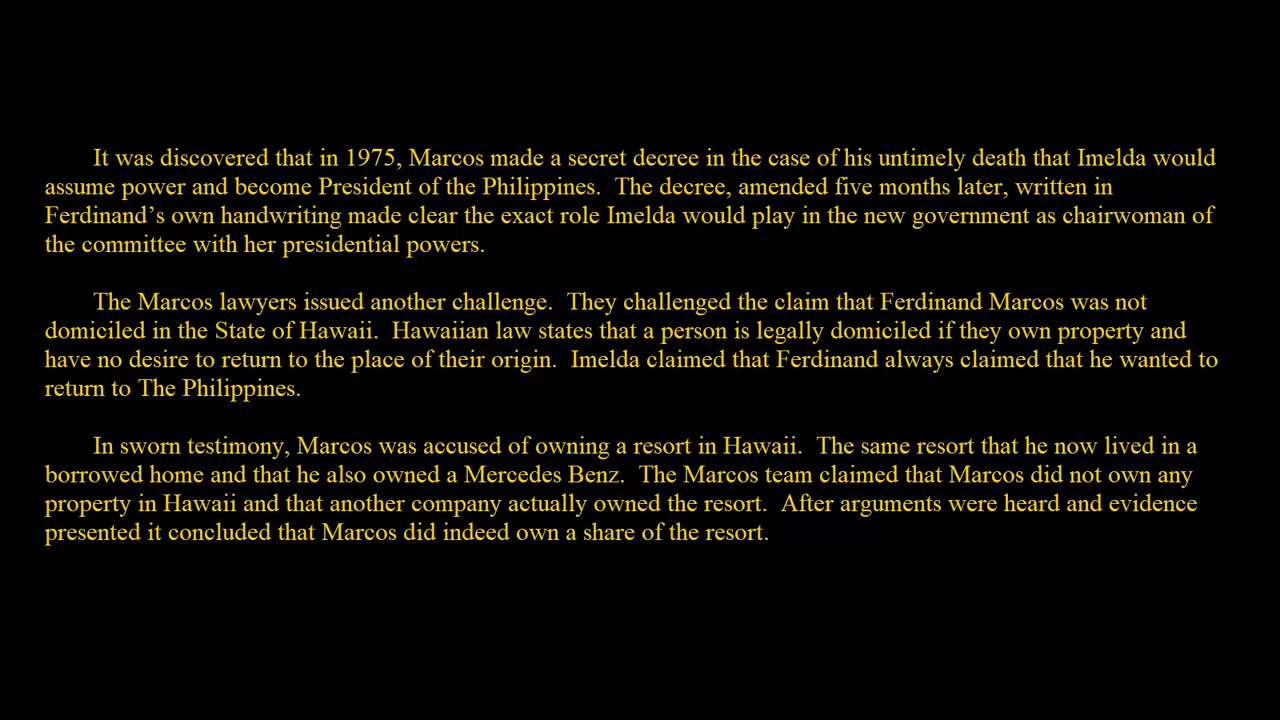 It was discovered that in 1975, Marcos made a secret decree in the case of his untimely death that Imelda would
assume power and become President of the Philippines.  The decree, amended five months later, written in
Ferdinand’s own handwriting made clear the exact role Imelda would play in the new government as chairwoman of
the committee with her presidential powers.
The Marcos lawyers issued another challenge.  They challenged the claim that Ferdinand Marcos was not
domiciled in the State of Hawaii.  Hawaiian law states that a person is legally domiciled if they own property and
have no desire to return to the place of their origin.  Imelda claimed that Ferdinand always claimed that he wanted to
return to The Philippines.
In sworn testimony, Marcos was accused of owning a resort in Hawaii.  The same resort that he now lived in a
borrowed home and that he also owned a Mercedes Benz.  The Marcos team claimed that Marcos did not own any
property in Hawaii and that another company actually owned the resort.  After arguments were heard and evidence
presented it concluded that Marcos did indeed own a share of the resort.